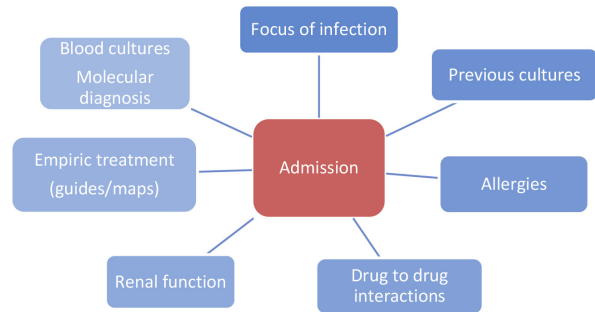 Focus of infection
Blood cultures
Molecular
diagnosis
Previous cultures
Admission
Empiric treatment
(guides/maps)
Allergies
Renal function
Drug to drug
interactions